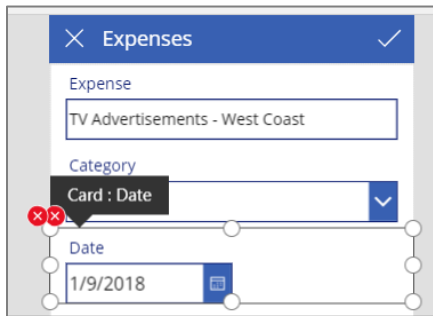 Expenses
Expense
TV Advertisements - West Coast
Category
Card : Date
Date
1/9/2018